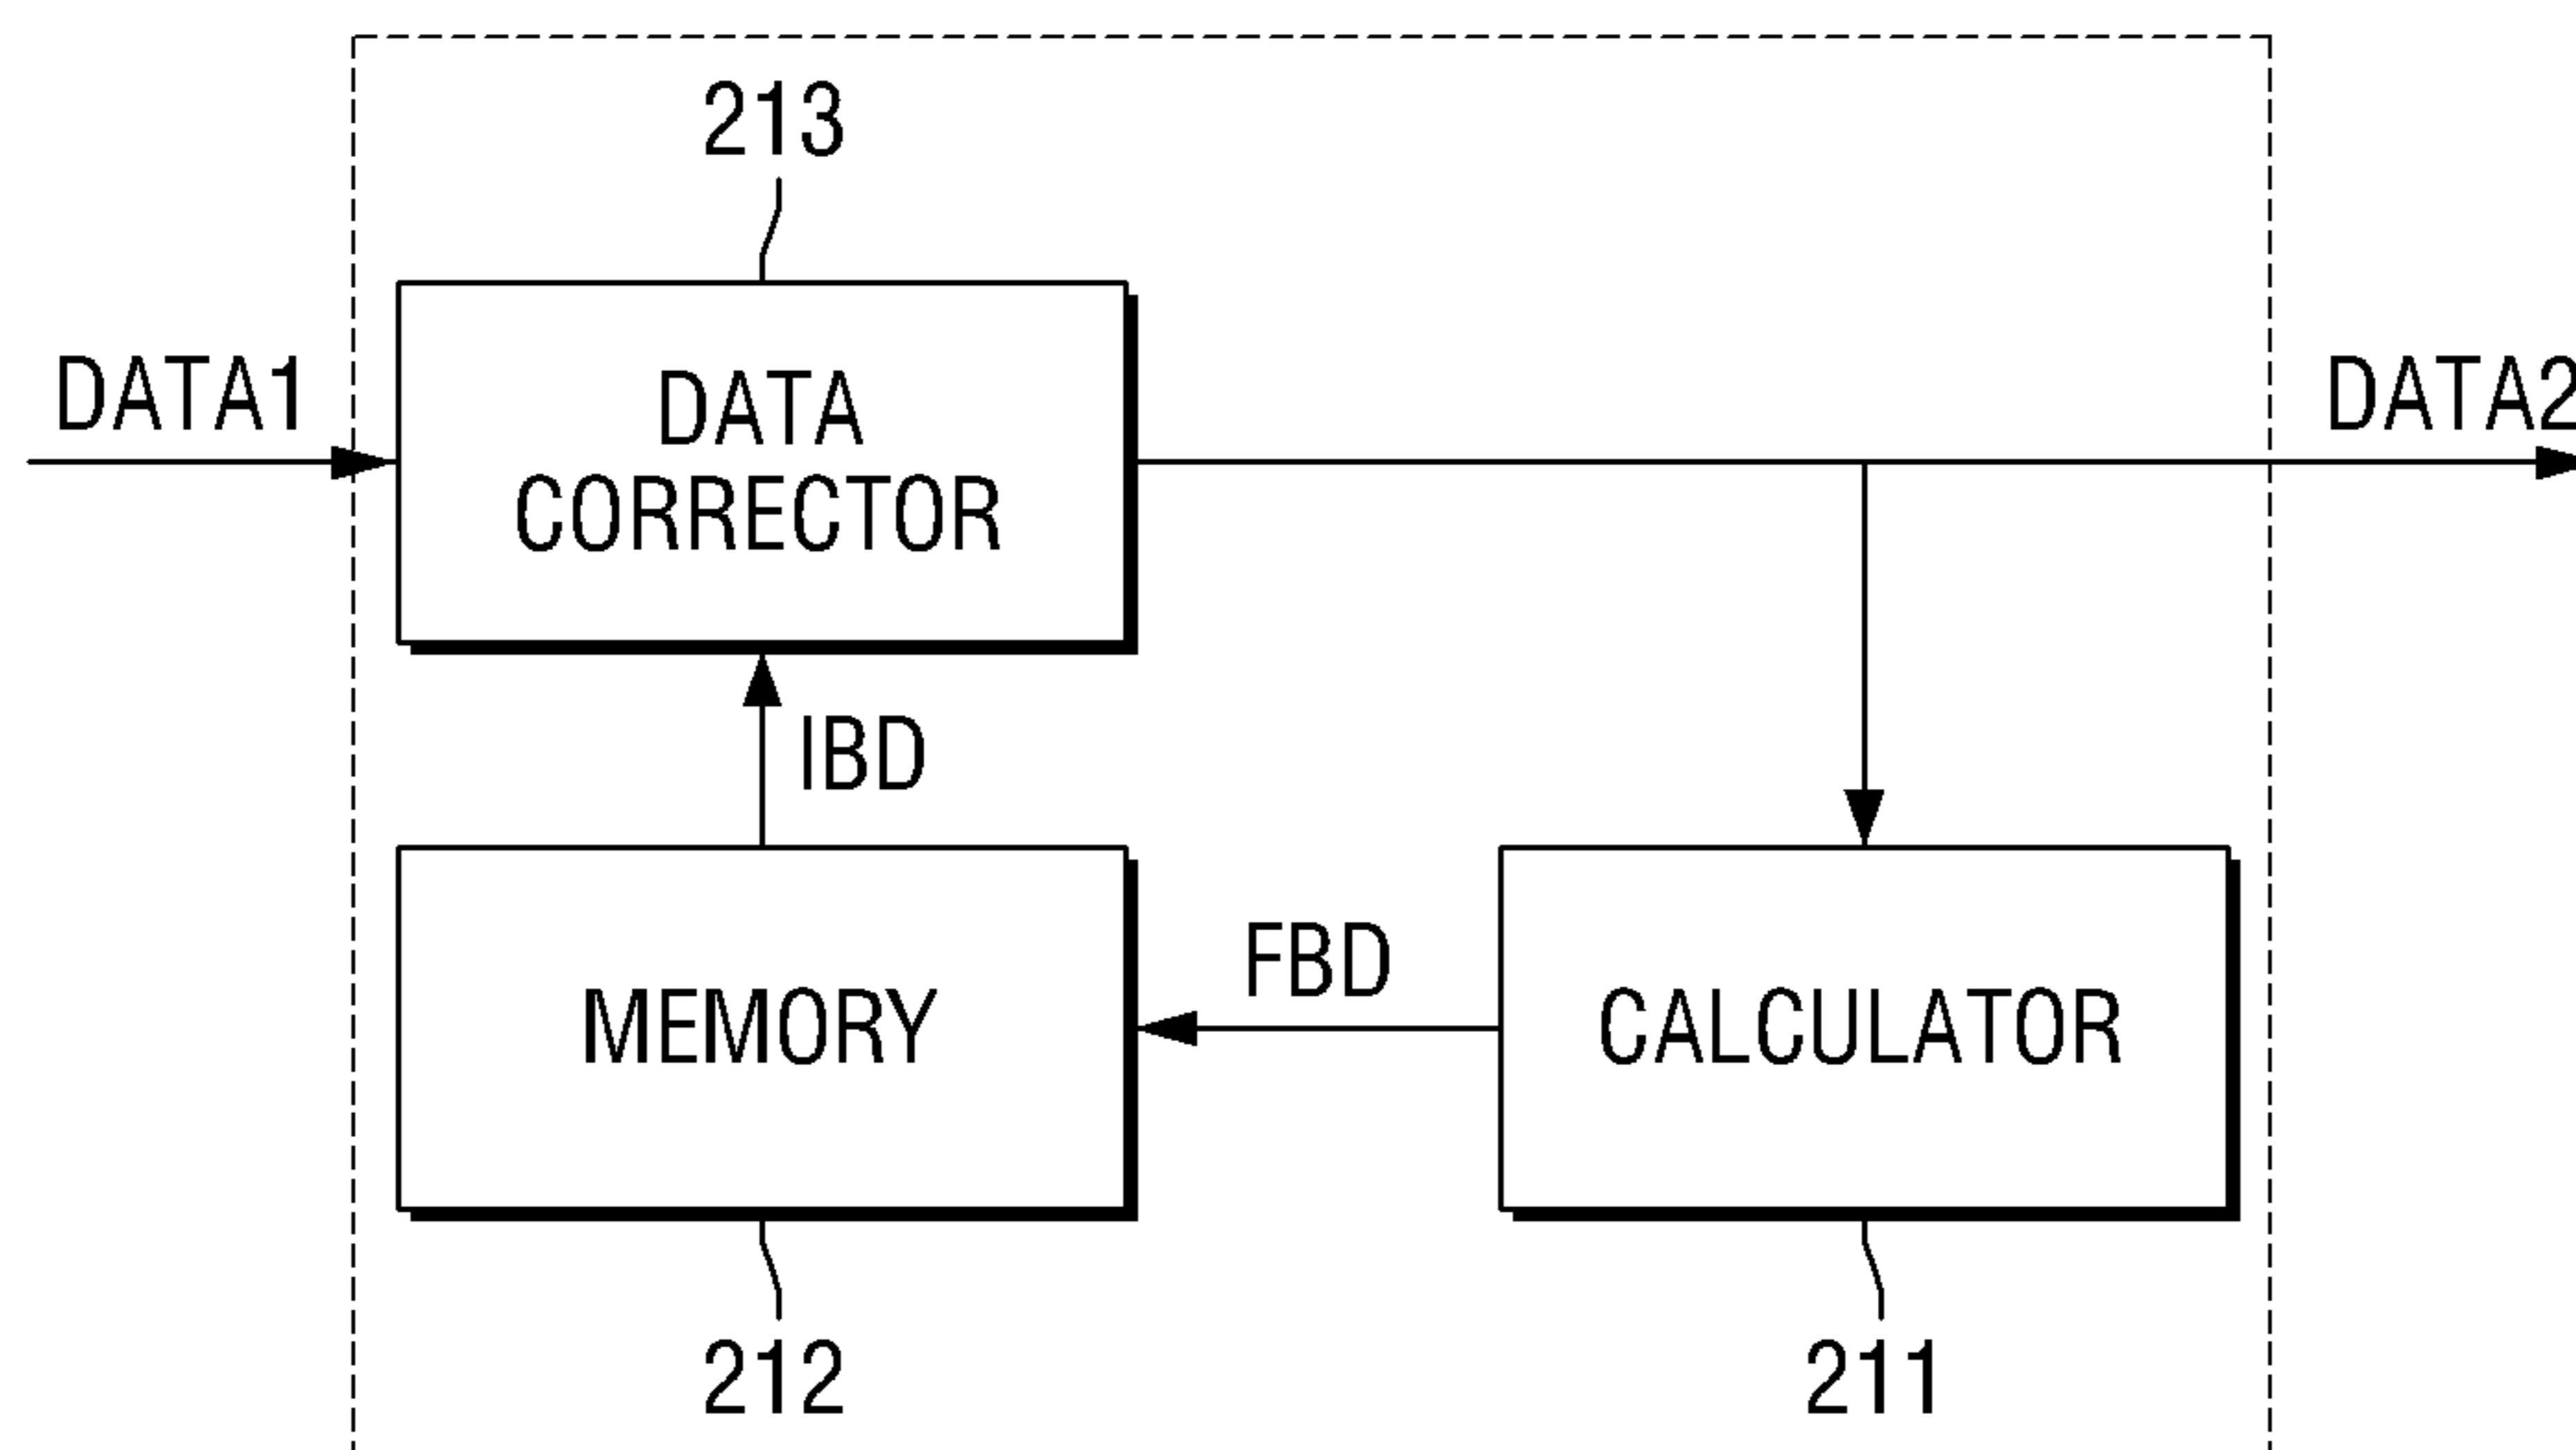 213
DATA1
DATA
CORRECTOR
DATA2
IBD
MEMORY
FBD
CALCULATOR
212
211